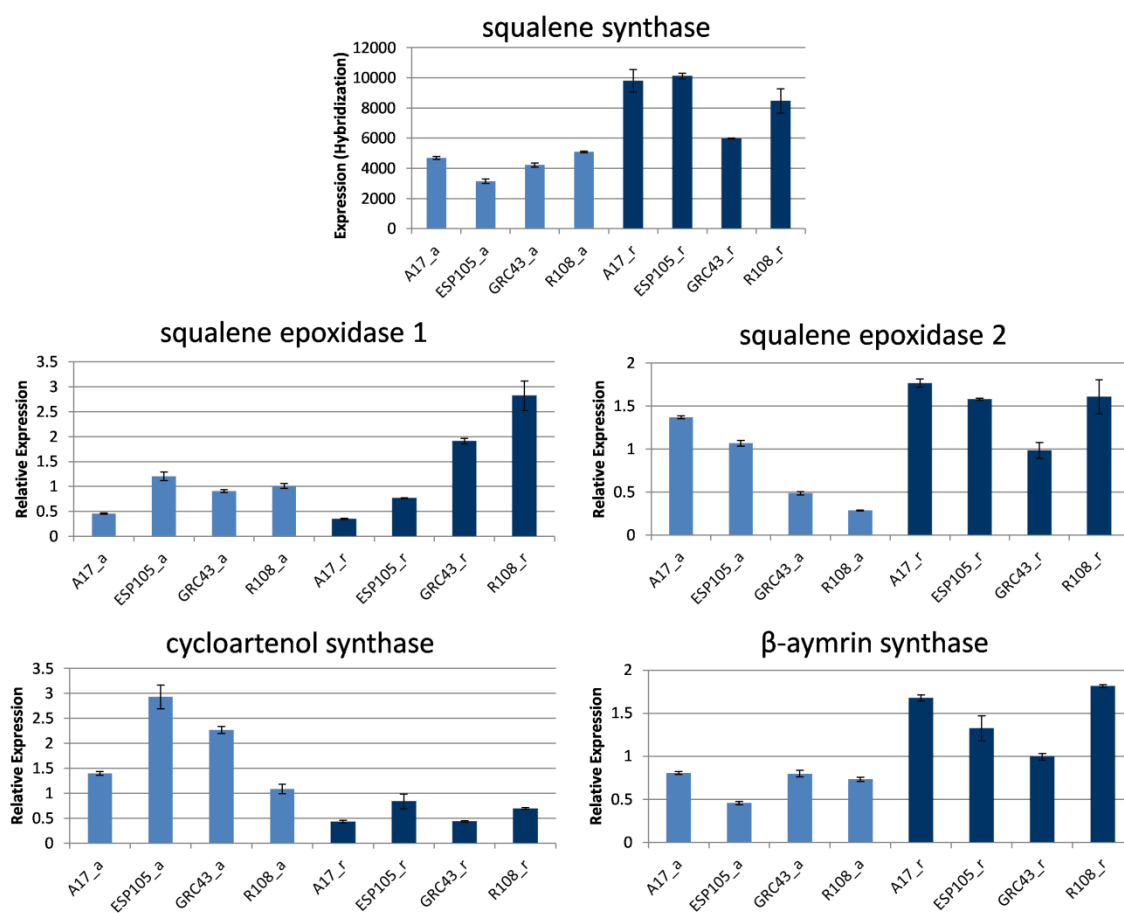 squalene synthase
Expression (Hybridization)
12000
10000
8000
6000
4000
2000
0
A17_a
ESP105_a
GRC43_a
R108_a
A17_r
ESP105_r
GRC43_r
R108_r
squalene epoxidase 1
Relative Expression
3.5
3
2.5
2
1.5
1
0.5
0
A17_a
ESP105_a
GRC43_a
R108_a
A17_r
ESP105_r
GRC43_r
R108_r
squalene epoxidase 2
Relative Expression
2
1.5
1
0.5
0
A17_a
ESP105_a
GRC43_a
R108_a
A17_r
ESP105_r
GRC43_r
R108_r
cycloartenol synthase
Relative Expression
3.5
3
2.5
2
1.5
1
0.5
0
A17_a
ESP105_a
GRC43_a
R108_a
A17_r
ESP105_r
GRC43_r
R108_r
β-aymrin synthase
Relative Expression
2
1.5
1
0.5
0
A17_a
ESP105_a
GRC43_a
R108_a
A17_r
ESP105_r
GRC43_r
R108_r